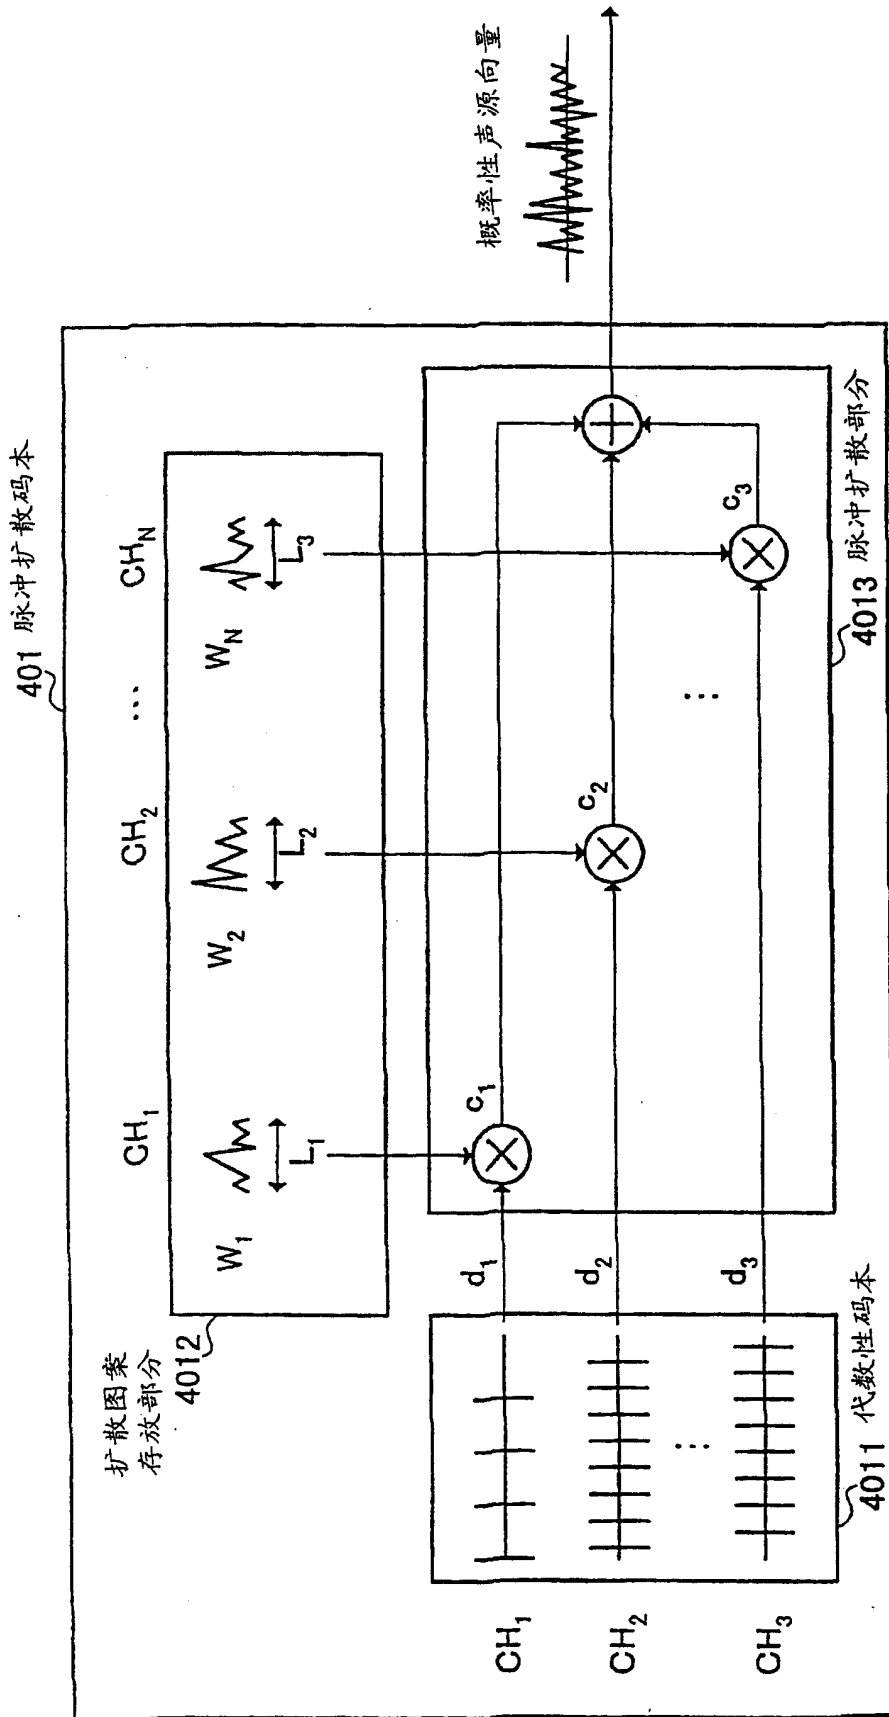 401 脉冲扩散码本
扩散图案
存放部分
4012
CH₁
CH₂
...
CH_N
W₁
L₁
W₂
L₂
W_N
L₃
概率性声源向量
d₁
c₁
d₂
c₂
d₃
c₃
...
4013 脉冲扩散部分
CH₁
CH₂
...
CH₃
4011 代数性码本